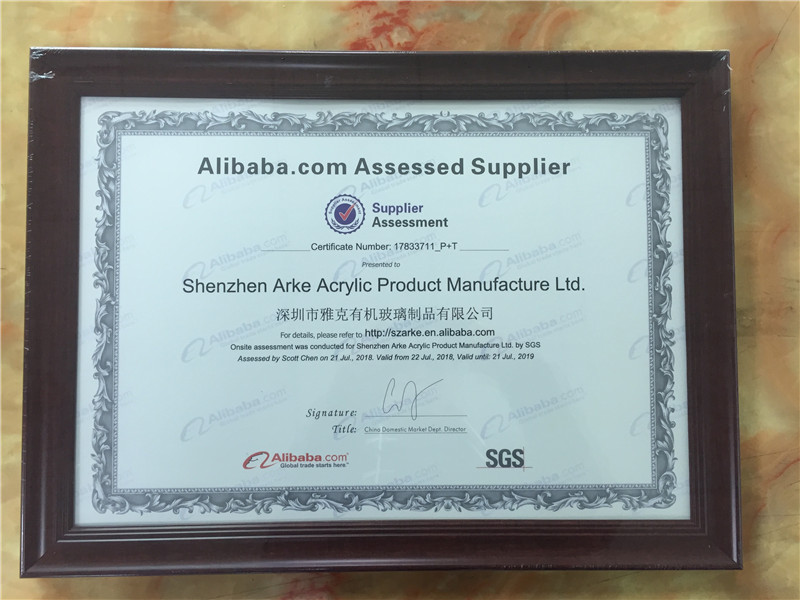 Alibaba.com Assessed Supplier
Supplier Assessment
Supplier
Assessment
Certificate Number: 17833711_P+T
Presented to
Shenzhen Arke Acrylic Product Manufacture Ltd.
深圳市雅克有机玻璃制品有限公司
For details, please refer to http://szarke.en.alibaba.com
Onsite assessment was conducted for Shenzhen Arke Acrylic Product Manufacture Ltd. by SGS
Assessed by Scott Chen on 21 Jul., 2018. Valid from 22 Jul., 2018, Valid until: 21 Jul., 2019
Signature:
Title: China Domestic Market Dept. Director
Alibaba.com®
Global trade starts here.™
SGS